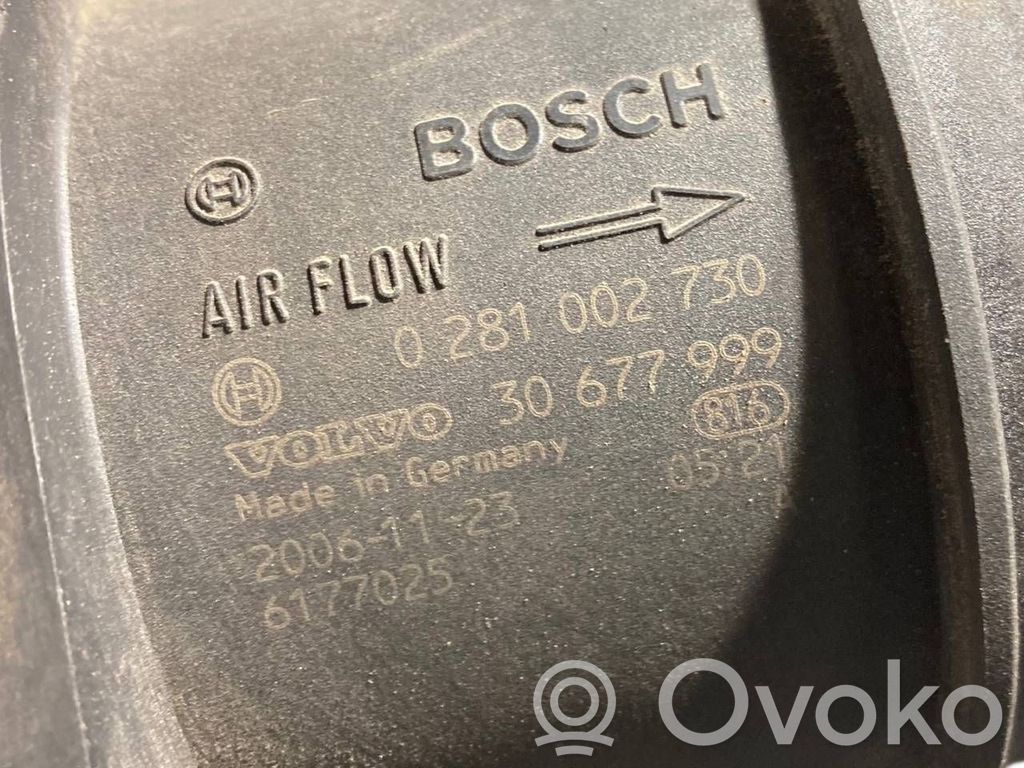 BOSCH
AIR FLOW
0 281 002 730
VOLVO 30 677 999
816
Made in Germany 05:21
2006-11-23 A
6177025
Ovoko